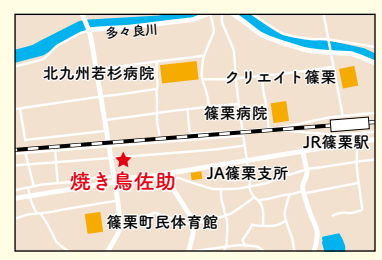 多々良川
北九州若杉病院
クリエイト篠栗
篠栗病院
JR篠栗駅
焼き鳥佐助
JA篠栗支所
篠栗町民体育館